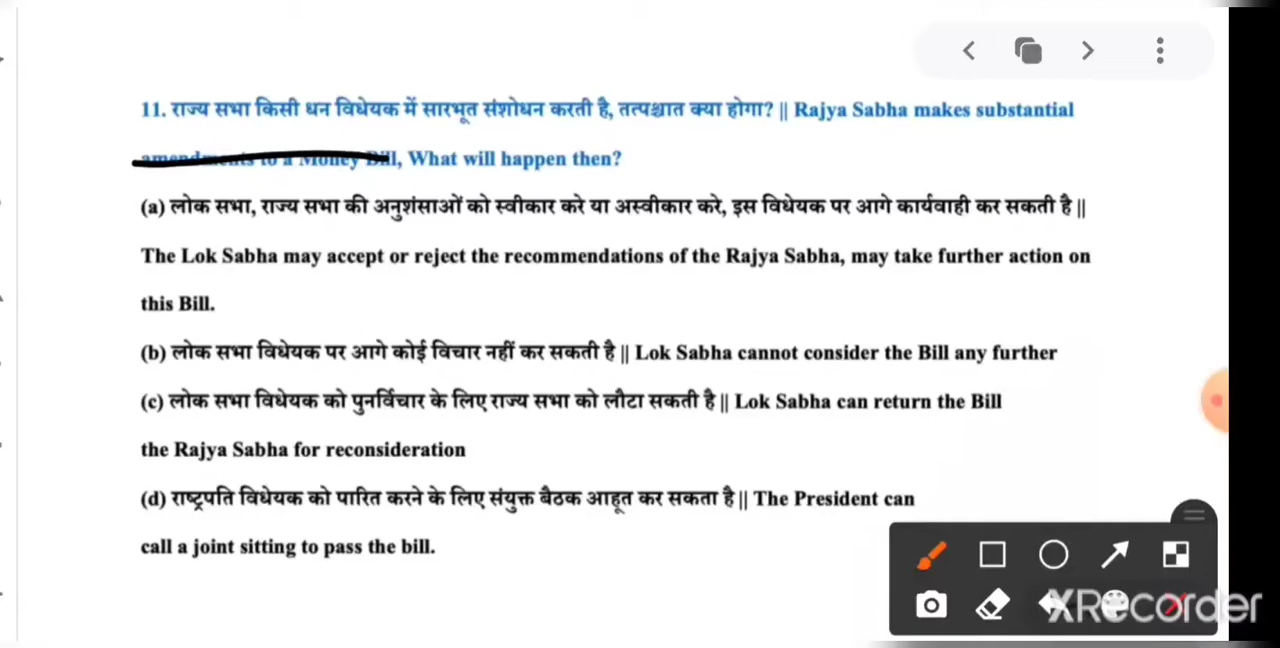 11. राज्य सभा किसी धन विधेयक में सारभूत संशोधन करती है, तत्पश्चात क्या होगा? || Rajya Sabha makes substantial
amendments to a Money Bill, What will happen then?
(a) लोक सभा, राज्य सभा की अनुशंसाओं को स्वीकार करे या अस्वीकार करे, इस विधेयक पर आगे कार्यवाही कर सकती है ||
The Lok Sabha may accept or reject the recommendations of the Rajya Sabha, may take further action on
this Bill.
(b) लोक सभा विधेयक पर आगे कोई विचार नहीं कर सकती है || Lok Sabha cannot consider the Bill any further
(c) लोक सभा विधेयक को पुनर्विचार के लिए राज्य सभा को लौटा सकती है || Lok Sabha can return the Bill
the Rajya Sabha for reconsideration
(d) राष्ट्रपति विधेयक को पारित करने के लिए संयुक्त बैठक आहूत कर सकता है || The President can
call a joint sitting to pass the bill.
XRecorder